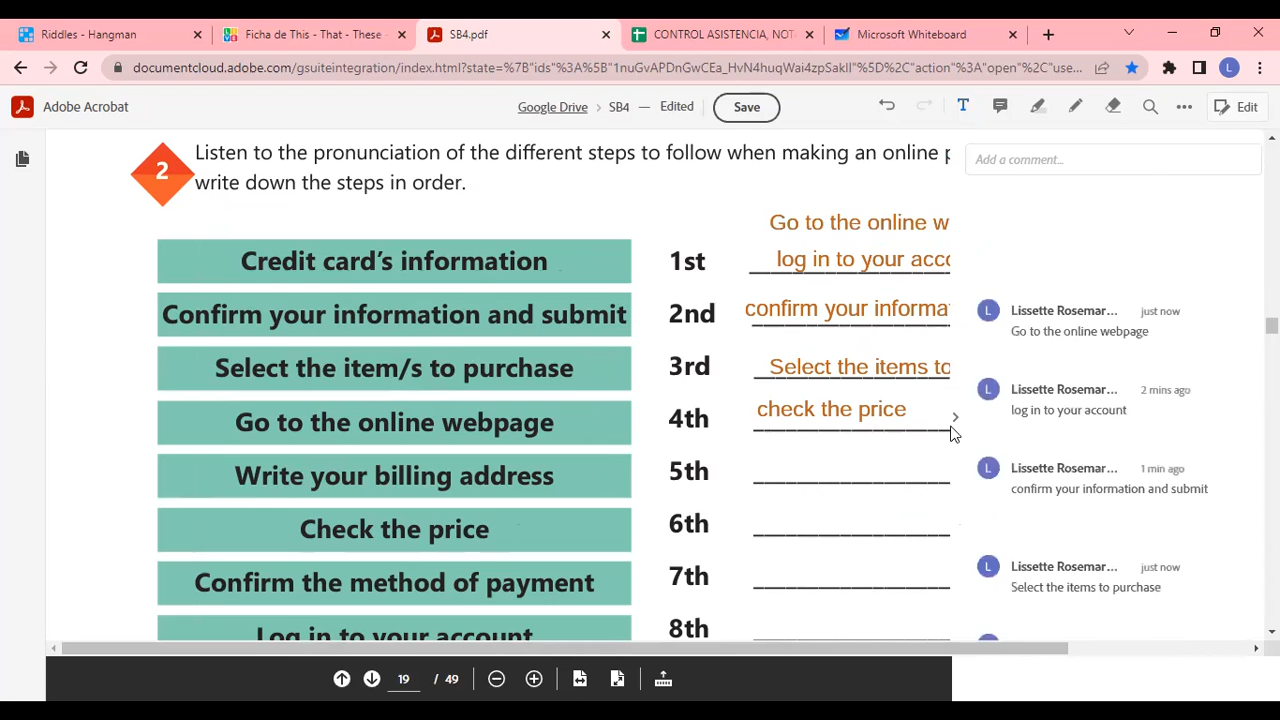 Riddles - Hangman
Ficha de This - That - These -
SB4.pdf
CONTROL ASISTENCIA, NOT
Microsoft Whiteboard
documentcloud.adobe.com/gsuiteintegration/index.html?state=%7B"ids"%3A%5B"1nuGvAPDnGwCEa_HvN4huqWai4zpSakIl"%5D%2C"action"%3A"open"%2C"use...
L
Adobe Acrobat
Google Drive > SB4 — Edited
Save
T
Edit
2
Listen to the pronunciation of the different steps to follow when making an online p
write down the steps in order.
Add a comment...
Go to the online w
Credit card's information
1st
log in to your acco
Confirm your information and submit
2nd
confirm your informa
L
Lissette Rosemar... just now
Go to the online webpage
Select the item/s to purchase
3rd
Select the items to
L
Lissette Rosemar... 2 mins ago
log in to your account
Go to the online webpage
4th
check the price
Write your billing address
5th
L
Lissette Rosemar... 1 min ago
confirm your information and submit
Check the price
6th
Confirm the method of payment
7th
L
Lissette Rosemar... just now
Select the items to purchase
Log in to your account
8th
19 / 49